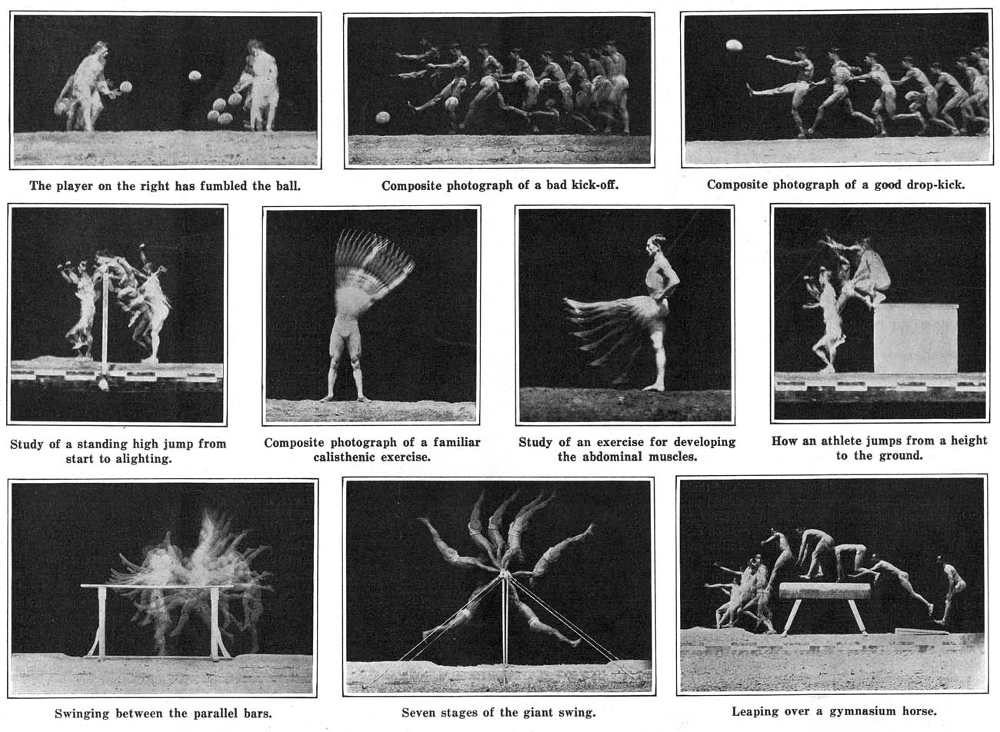 The player on the right has fumbled the ball.
Composite photograph of a bad kick-off.
Composite photograph of a good drop-kick.
Study of a standing high jump from
start to alighting.
Composite photograph of a familiar
calisthenic exercise.
Study of an exercise for developing
the abdominal muscles.
How an athlete jumps from a height
to the ground.
Swinging between the parallel bars.
Seven stages of the giant swing.
Leaping over a gymnasium horse.